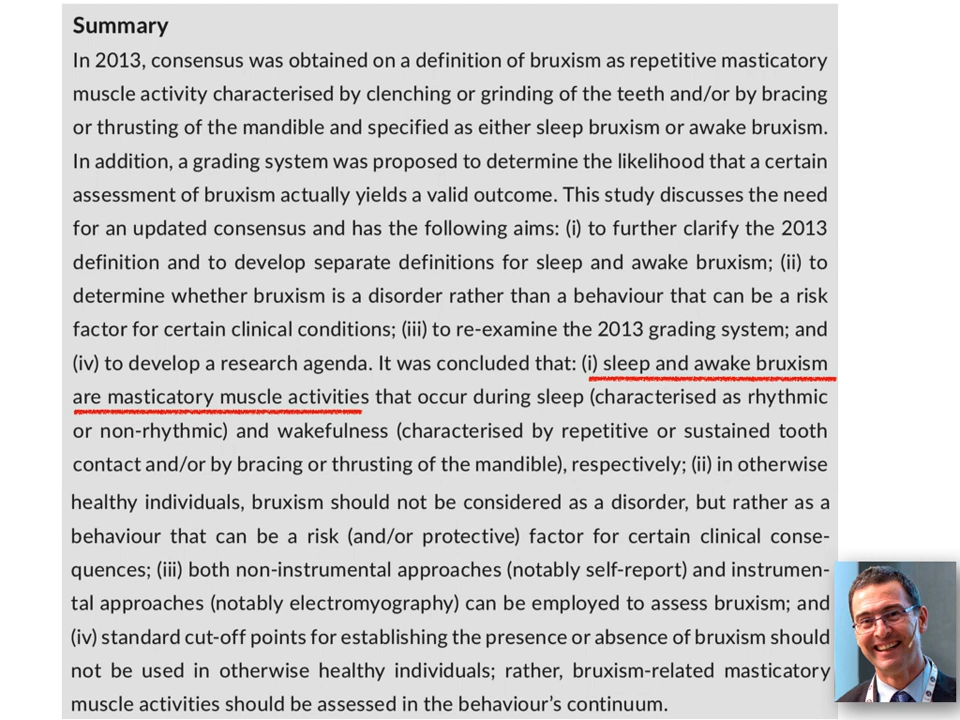 Summary
In 2013, consensus was obtained on a definition of bruxism as repetitive masticatory
muscle activity characterised by clenching or grinding of the teeth and/or by bracing
or thrusting of the mandible and specified as either sleep bruxism or awake bruxism.
In addition, a grading system was proposed to determine the likelihood that a certain
assessment of bruxism actually yields a valid outcome. This study discusses the need
for an updated consensus and has the following aims: (i) to further clarify the 2013
definition and to develop separate definitions for sleep and awake bruxism; (ii) to
determine whether bruxism is a disorder rather than a behaviour that can be a risk
factor for certain clinical conditions; (iii) to re-examine the 2013 grading system; and
(iv) to develop a research agenda. It was concluded that: (i) sleep and awake bruxism
are masticatory muscle activities that occur during sleep (characterised as rhythmic
or non-rhythmic) and wakefulness (characterised by repetitive or sustained tooth
contact and/or by bracing or thrusting of the mandible), respectively; (ii) in otherwise
healthy individuals, bruxism should not be considered as a disorder, but rather as a
behaviour that can be a risk (and/or protective) factor for certain clinical conse-
quences; (iii) both non-instrumental approaches (notably self-report) and instrumen-
tal approaches (notably electromyography) can be employed to assess bruxism; and
(iv) standard cut-off points for establishing the presence or absence of bruxism should
not be used in otherwise healthy individuals; rather, bruxism-related masticatory
muscle activities should be assessed in the behaviour's continuum.